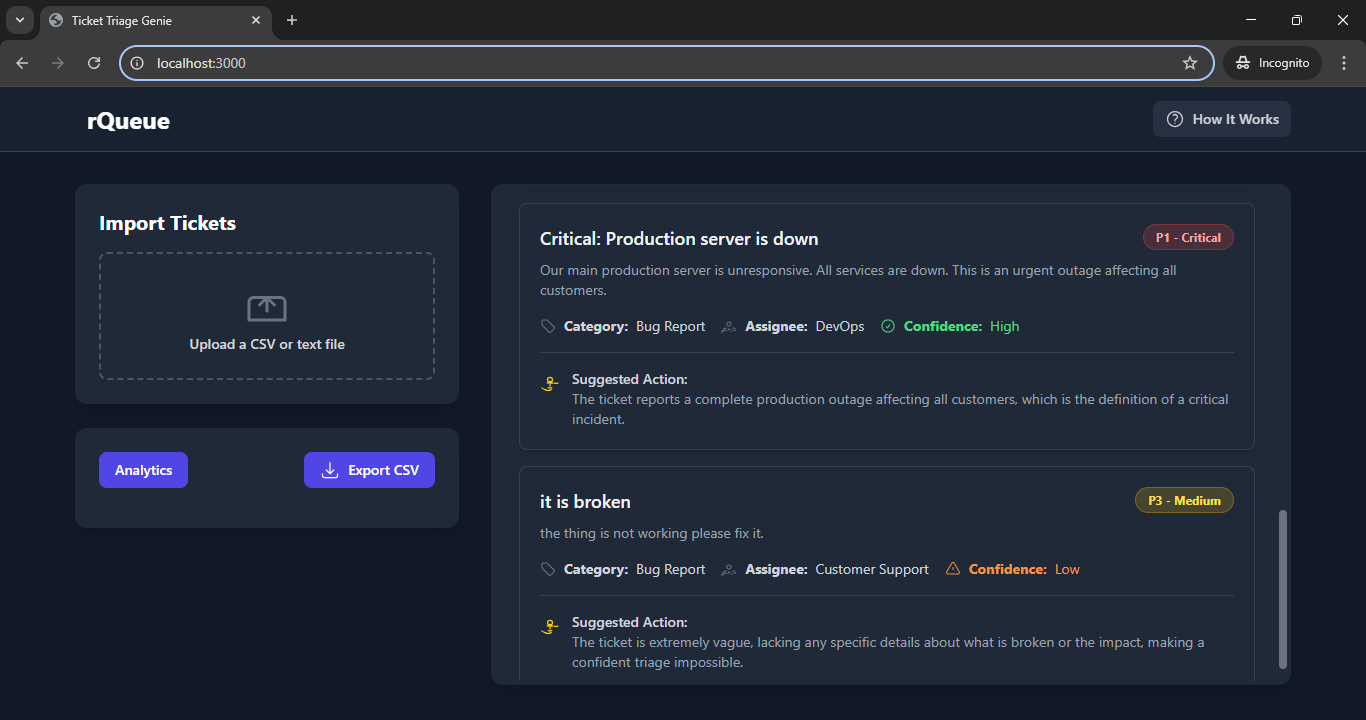 Ticket Triage Genie
localhost:3000
Incognito
rQueue
How It Works
Import Tickets
Upload a CSV or text file
Analytics
Export CSV
Critical: Production server is down
P1 - Critical
Our main production server is unresponsive. All services are down. This is an urgent outage affecting all
customers.
Category: Bug Report Assignee: DevOps Confidence: High
Suggested Action:
The ticket reports a complete production outage affecting all customers, which is the definition of a critical
incident.
it is broken
P3 - Medium
the thing is not working please fix it.
Category: Bug Report Assignee: Customer Support Confidence: Low
Suggested Action:
The ticket is extremely vague, lacking any specific details about what is broken or the impact, making a
confident triage impossible.